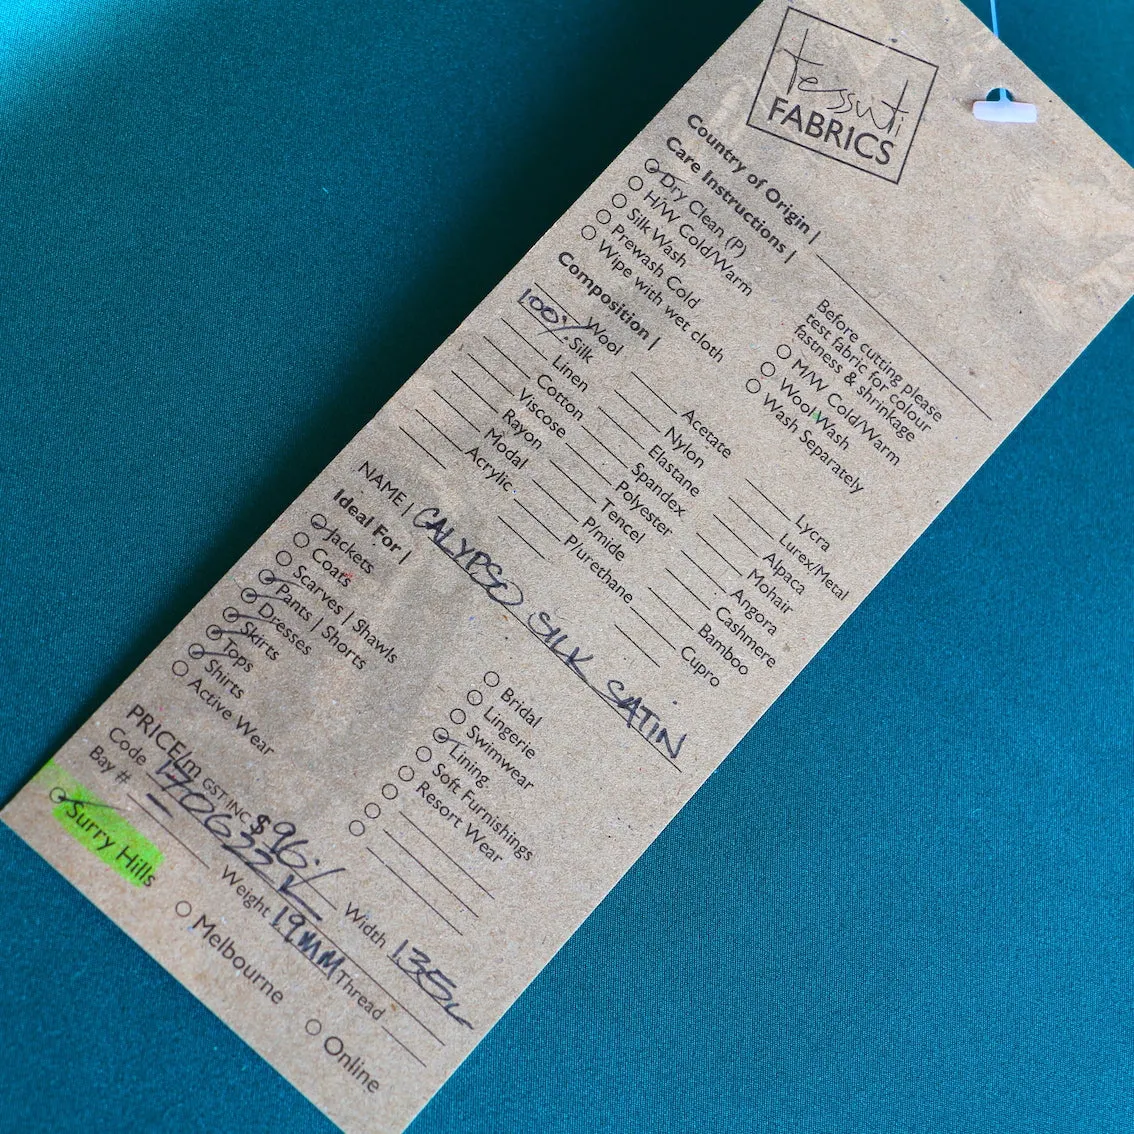 tessuti
FABRICS
Country of Origin |
Care Instructions |
Dry Clean (P)
H/W Cold/Warm
Silk Wash
Prewash Cold
Wipe with wet cloth
Before cutting please
test fabric for colour
fastness & shrinkage
M/W Cold/Warm
Wool Wash
Wash Separately
Composition |
Wool
100% Silk
Linen
Cotton
Viscose
Rayon
Modal
Acrylic
Acetate
Nylon
Elastane
Spandex
Polyester
Tencel
P/mide
P/urethane
Lycra
Lurex/Metal
Alpaca
Mohair
Angora
Cashmere
Bamboo
Cupro
NAME | CALYPSO SILK SATIN
Ideal For |
Jackets
Coats
Scarves | Shawls
Pants | Shorts
Dresses
Skirts
Tops
Shirts
Active Wear
Bridal
Lingerie
Swimwear
Lining
Soft Furnishings
Resort Wear
PRICE/m GST INC $96/ Width 135
Code 170633 Weight 19MM Thread
Bay # –
Surry Hills
Melbourne
Online